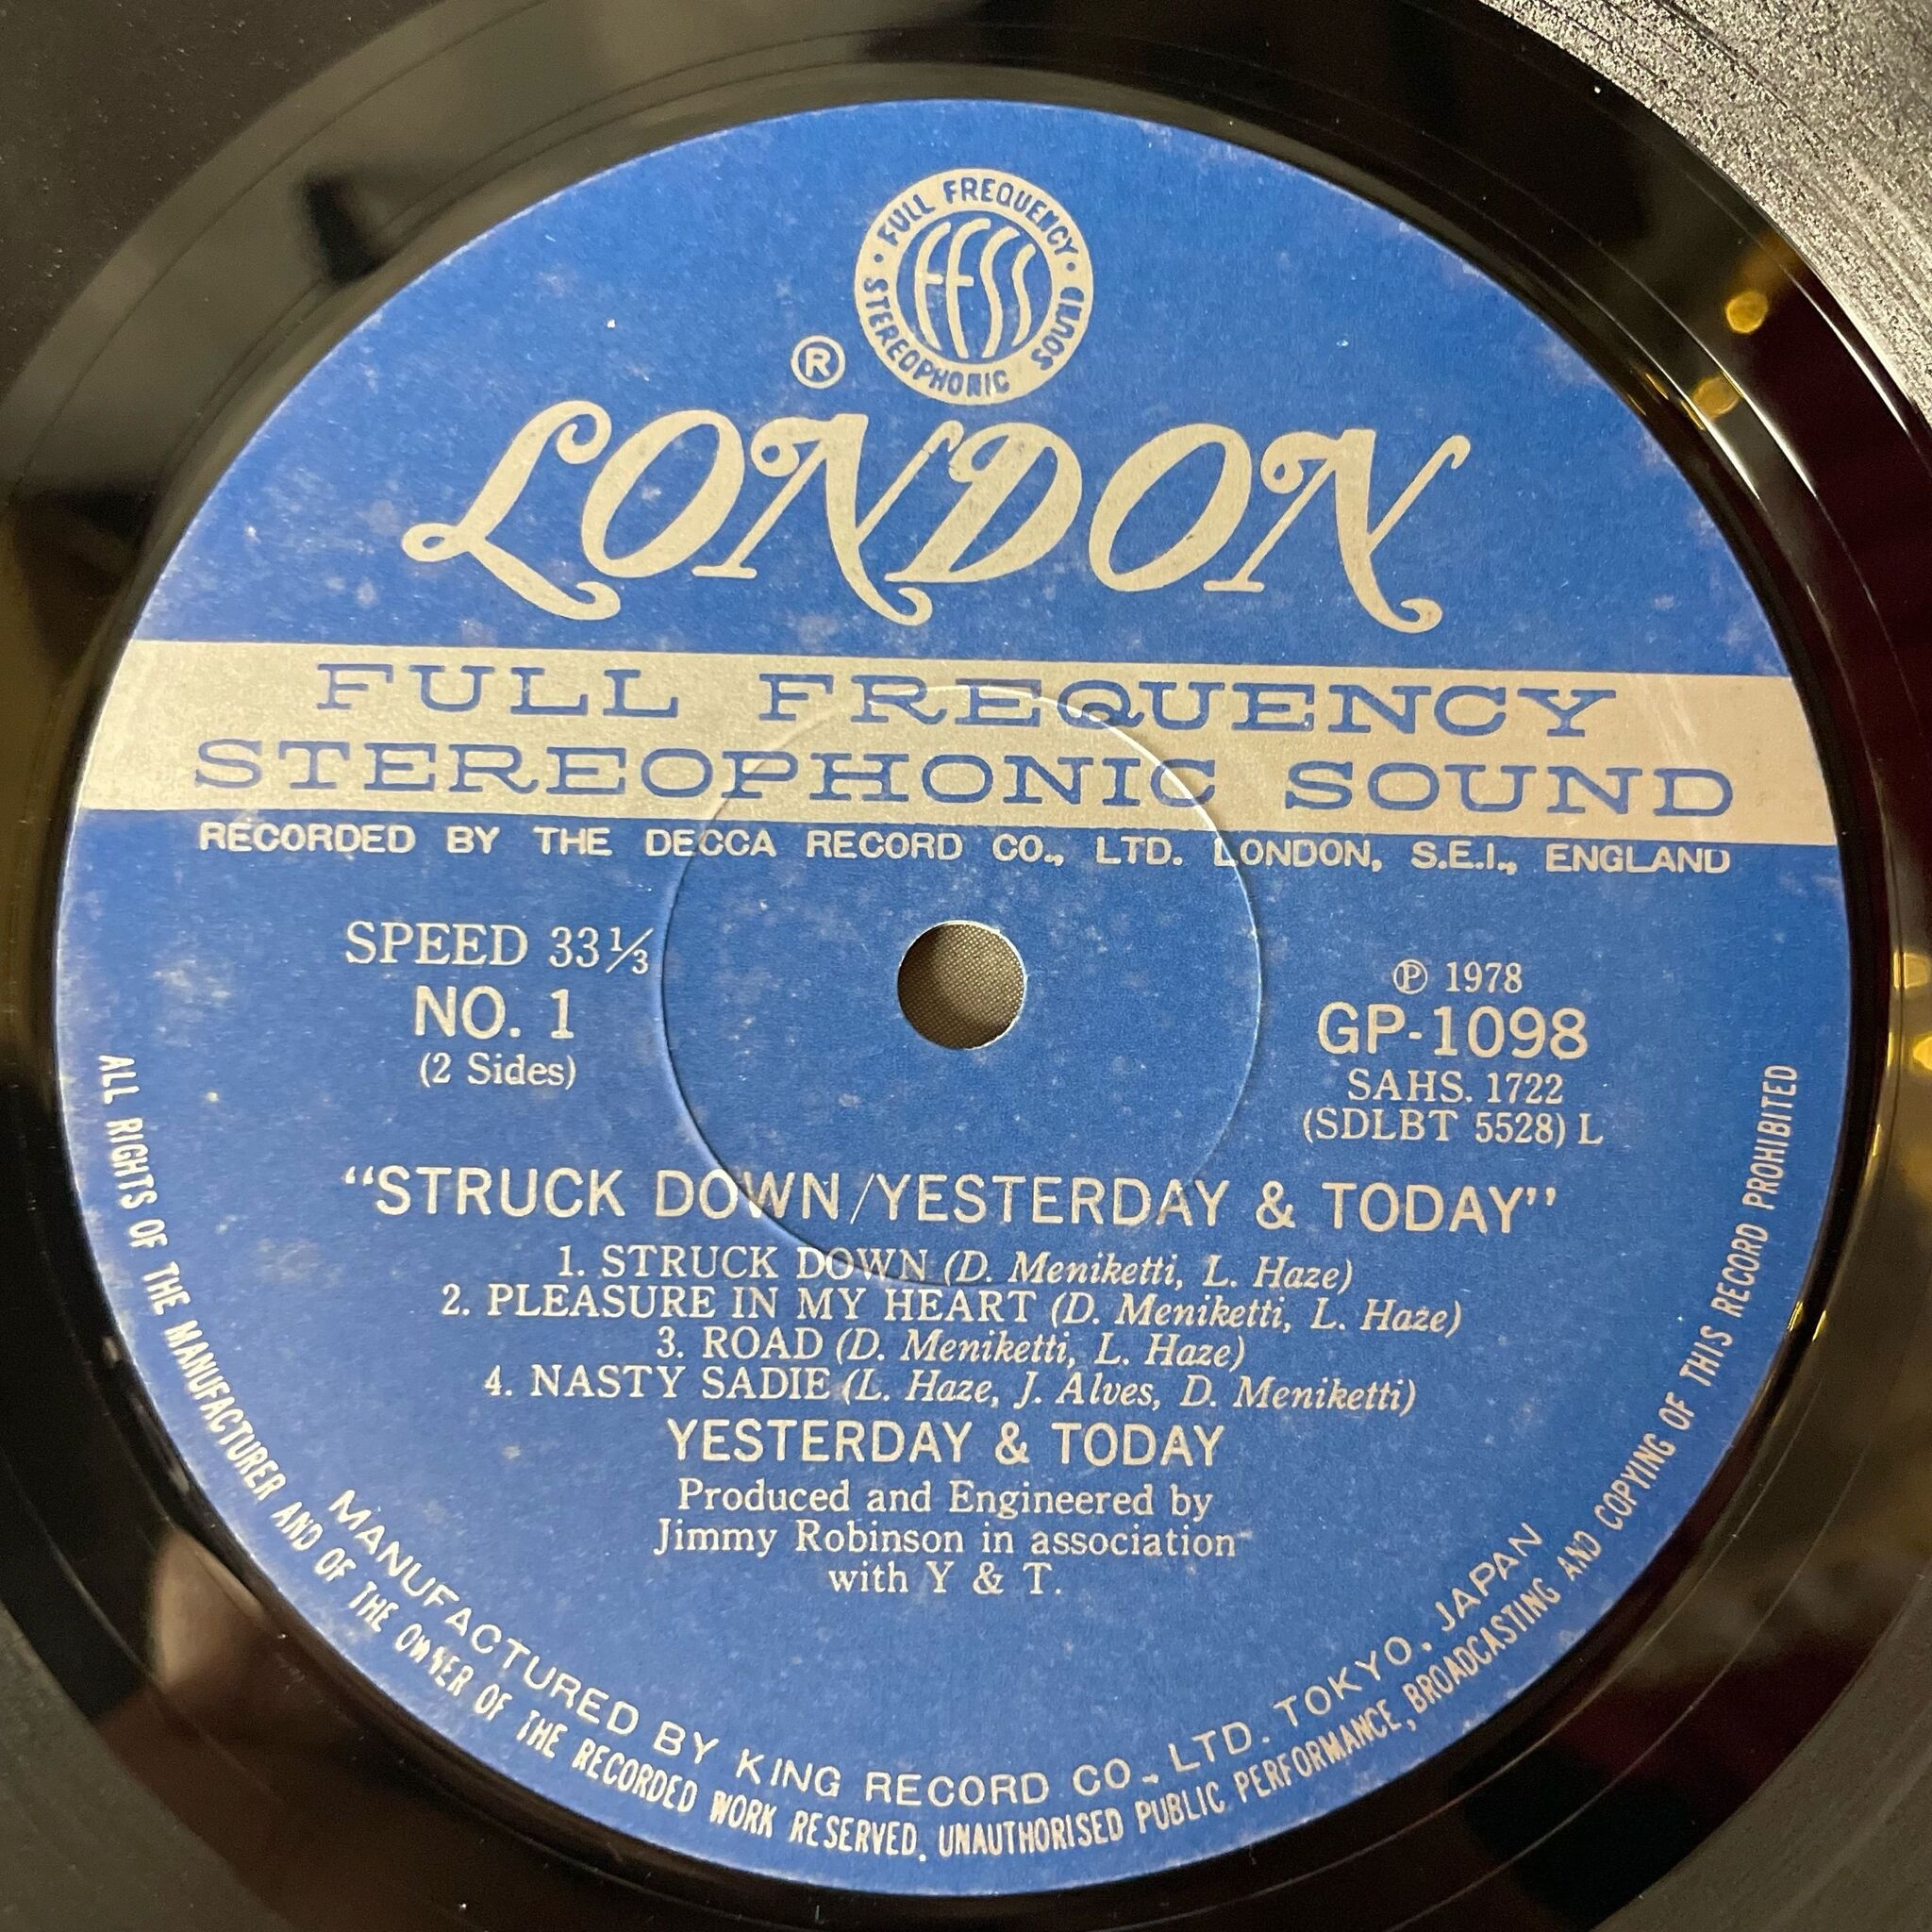 FULL FREQUENCY
FFSS
STEREOPHONIC SOUND
®
LONDON
FULL FREQUENCY
STEREOPHONIC SOUND
RECORDED BY THE DECCA RECORD CO., LTD. LONDON, S.E.I., ENGLAND
SPEED 33⅓
NO. 1
(2 Sides)
℗ 1978
GP-1098
SAHS. 1722
(SDLBT 5528) L
“STRUCK DOWN/YESTERDAY & TODAY”
1. STRUCK DOWN (D. Meniketti, L. Haze)
2. PLEASURE IN MY HEART (D. Meniketti, L. Haze)
3. ROAD (D. Meniketti, L. Haze)
4. NASTY SADIE (L. Haze, J. Alves, D. Meniketti)
YESTERDAY & TODAY
Produced and Engineered by
Jimmy Robinson in association
with Y & T.
MANUFACTURED BY KING RECORD CO., LTD. TOKYO. JAPAN
ALL RIGHTS OF THE MANUFACTURER AND OF THE OWNER OF THE RECORDED WORK RESERVED. UNAUTHORISED PUBLIC PERFORMANCE, BROADCASTING AND COPYING OF THIS RECORD PROHIBITED